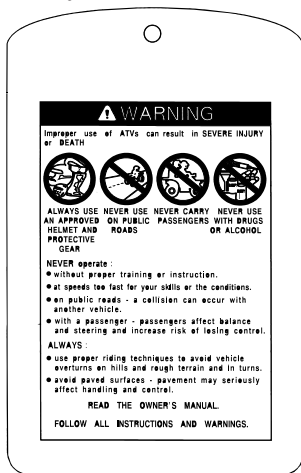 WARNING
Improper use of ATVs can result in SEVERE INJURY
or DEATH
ALWAYS USE NEVER USE NEVER CARRY NEVER USE
AN APPROVED ON PUBLIC PASSENGERS WITH DRUGS
HELMET AND ROADS OR ALCOHOL
PROTECTIVE
GEAR
NEVER operate :
• without proper training or instruction.
• at speeds too fast for your skills or the conditions.
• on public roads - a collision can occur with
another vehicle.
• with a passenger - passengers affect balance
and steering and increase risk of losing control.
ALWAYS :
• use proper riding techniques to avoid vehicle
overturns on hills and rough terrain and in turns.
• avoid paved surfaces - pavement may seriously
affect handling and control.
READ THE OWNER'S MANUAL.
FOLLOW ALL INSTRUCTIONS AND WARNINGS.